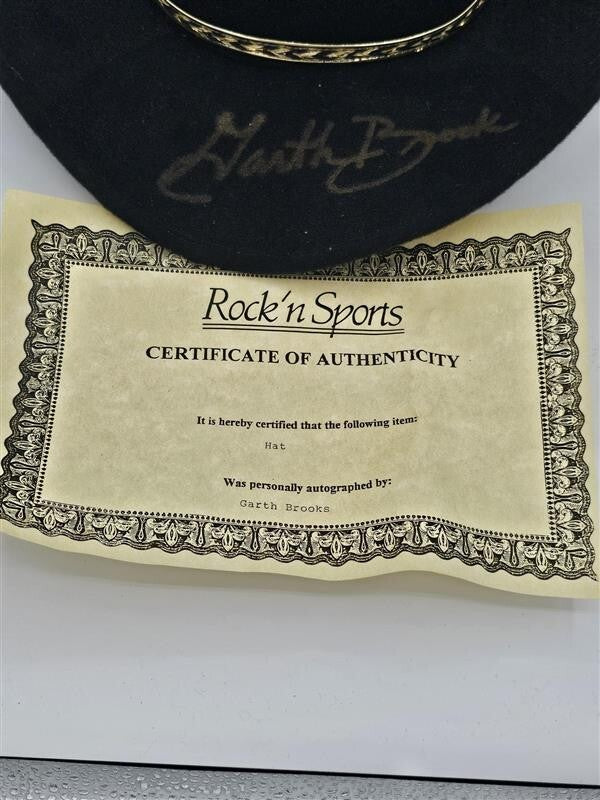 Garth Brooks
Rock'n Sports
CERTIFICATE OF AUTHENTICITY
It is hereby certified that the following item:
Hat
Was personally autographed by:
Garth Brooks